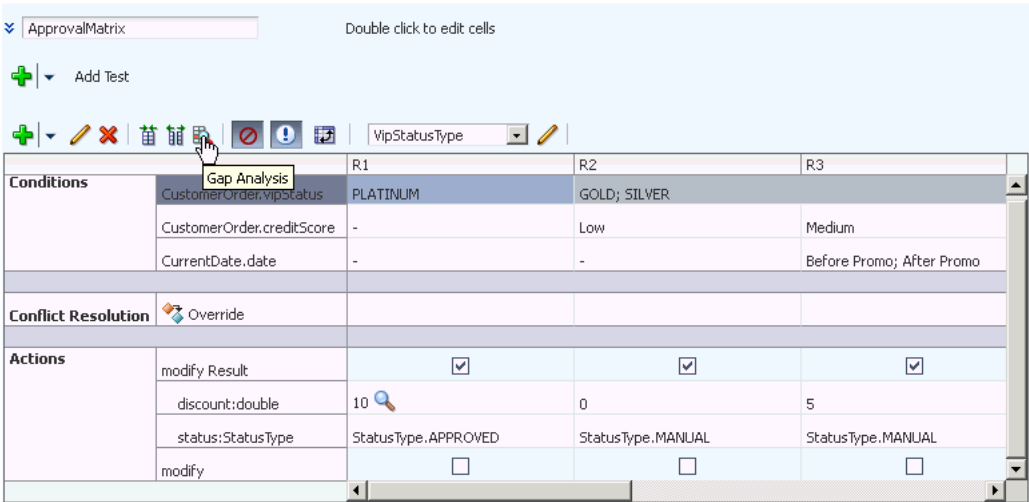 ApprovalMatrix Double click to edit cells
Add Test
VipStatusType
Gap Analysis
R1 R2 R3
Conditions CustomerOrder.vipStatus PLATINUM GOLD; SILVER
CustomerOrder.creditScore - Low Medium
CurrentDate.date - - Before Promo; After Promo
Conflict Resolution Override
Actions modify Result
discount:double 10 0 5
status:StatusType StatusType.APPROVED StatusType.MANUAL StatusType.MANUAL
modify